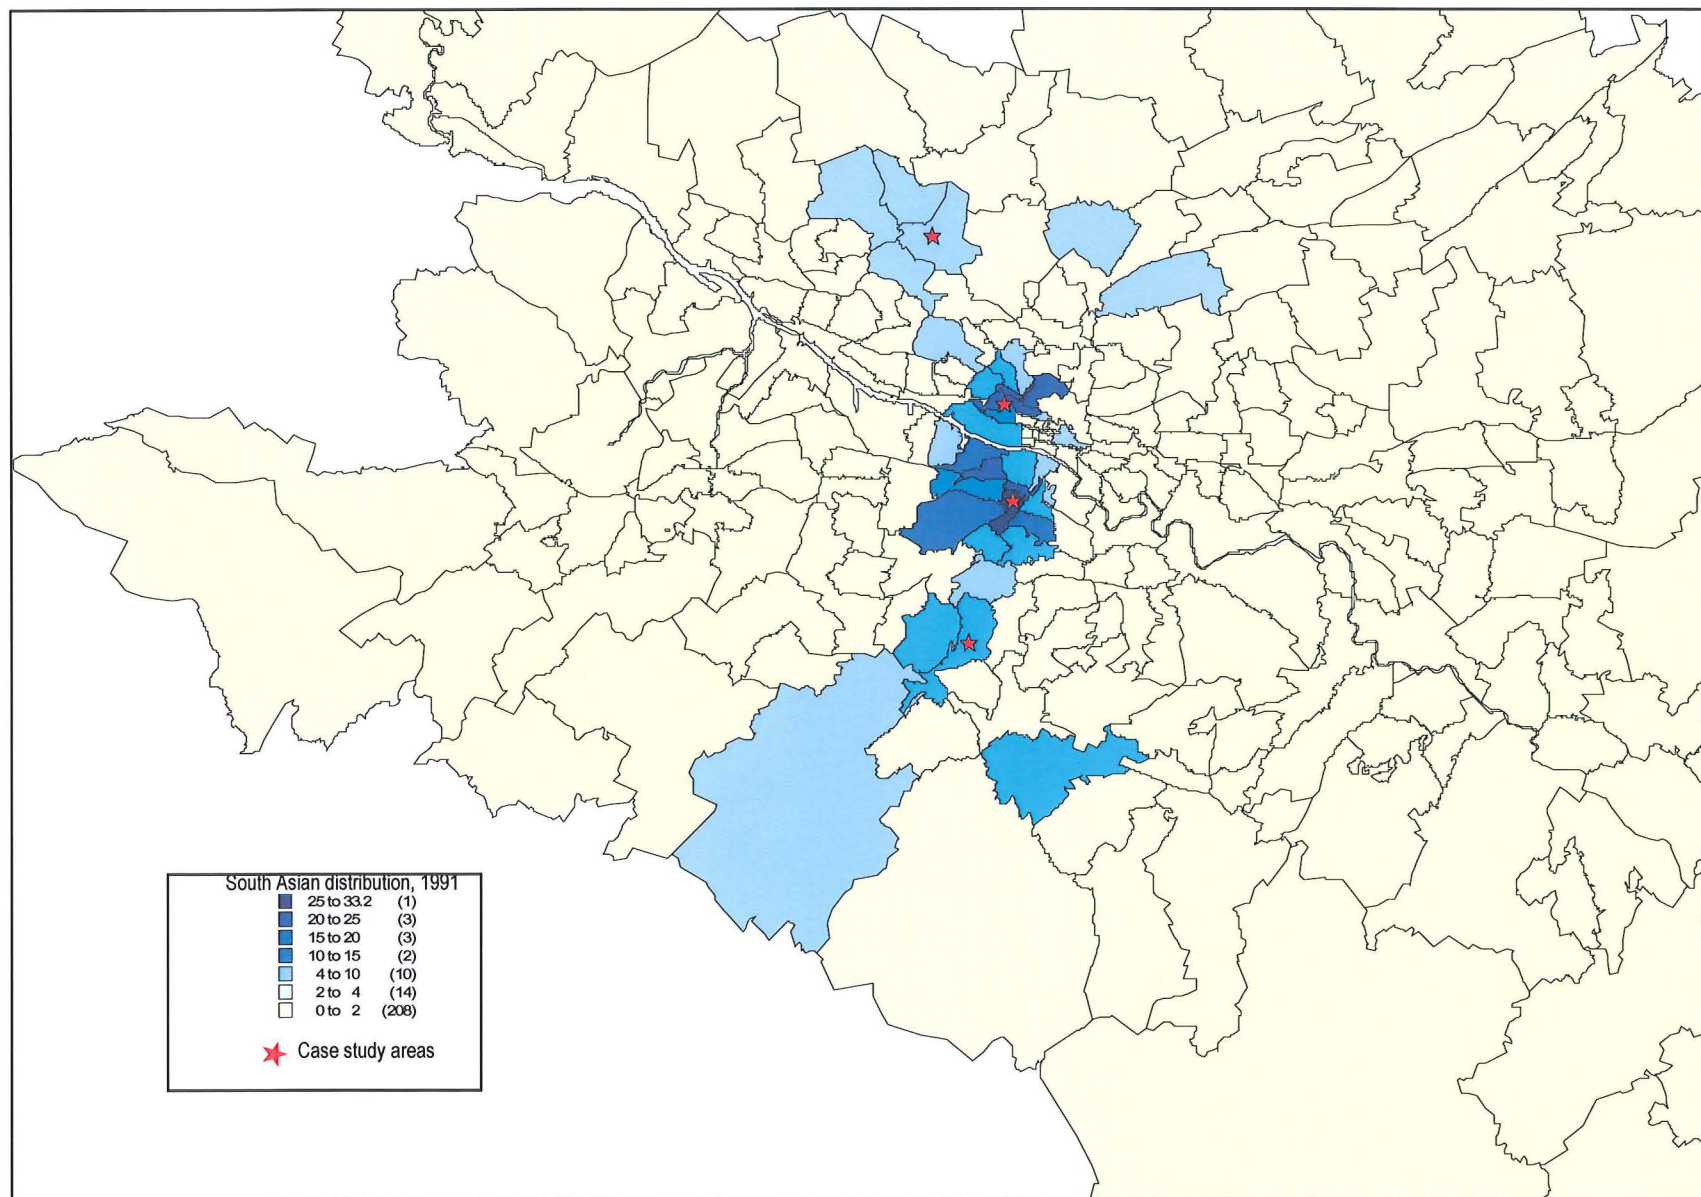 South Asian distribution, 1991
25 to 33.2 (1)
20 to 25 (3)
15 to 20 (3)
10 to 15 (2)
4 to 10 (10)
2 to 4 (14)
0 to 2 (208)
Case study areas